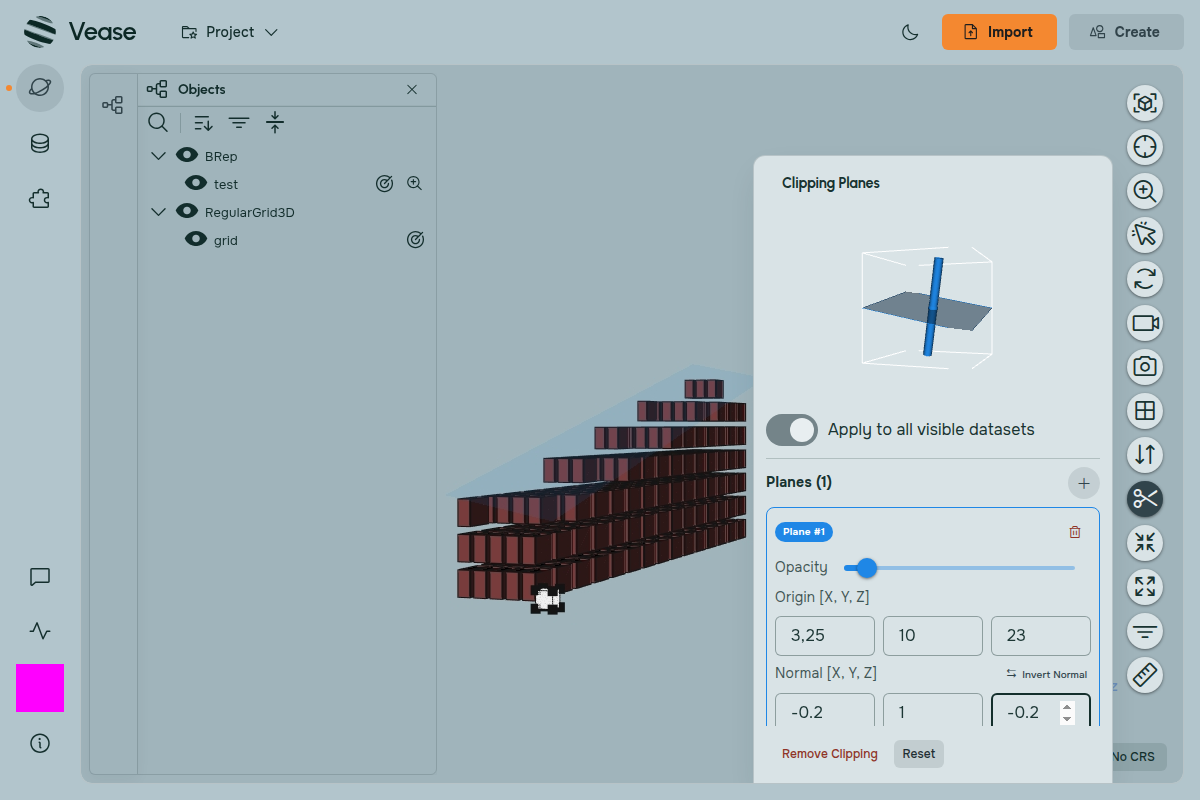 Vease
Project
Import
Create
Objects
BRep
test
RegularGrid3D
grid
Clipping Planes
Apply to all visible datasets
Planes (1)
Plane #1
Opacity
Origin [X, Y, Z]
3,25 10 23
Normal [X, Y, Z] Invert Normal
-0.2 1 -0.2
Remove Clipping Reset
No CRS